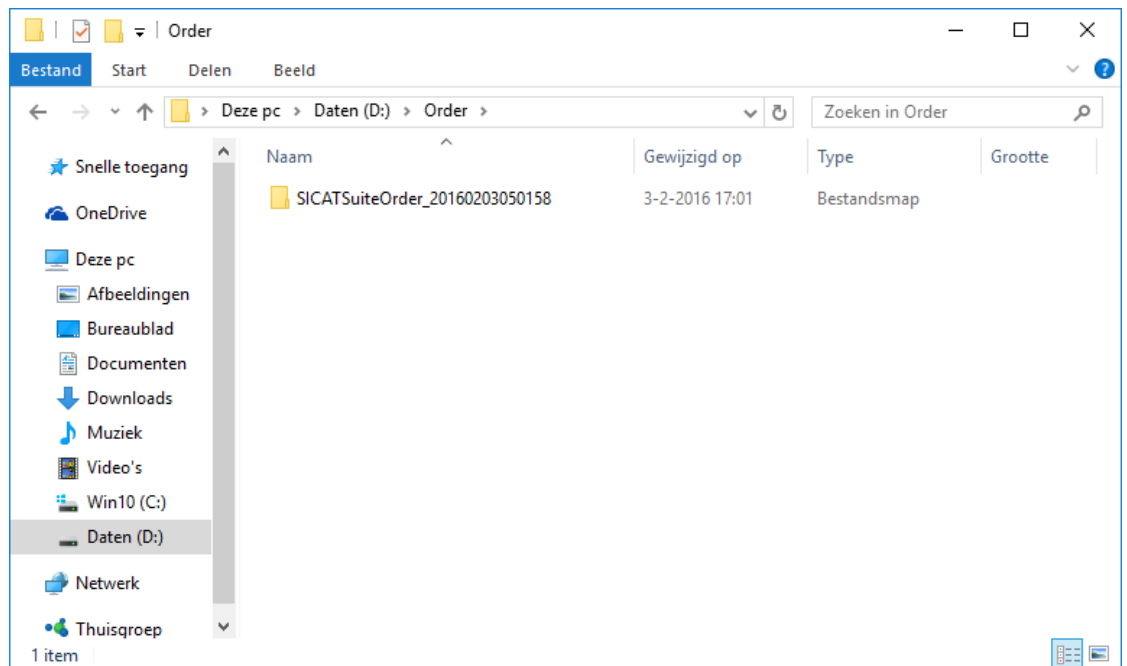 Order
Bestand Start Delen Beeld
Deze pc Daten (D:) Order Zoeken in Order
Naam Gewijzigd op Type Grootte
SICATSuiteOrder_20160203050158 3-2-2016 17:01 Bestandsmap
Snelle toegang
OneDrive
Deze pc
Afbeeldingen
Bureaublad
Documenten
Downloads
Muziek
Video's
Win10 (C:)
Daten (D:)
Netwerk
Thuisgroep
1 item